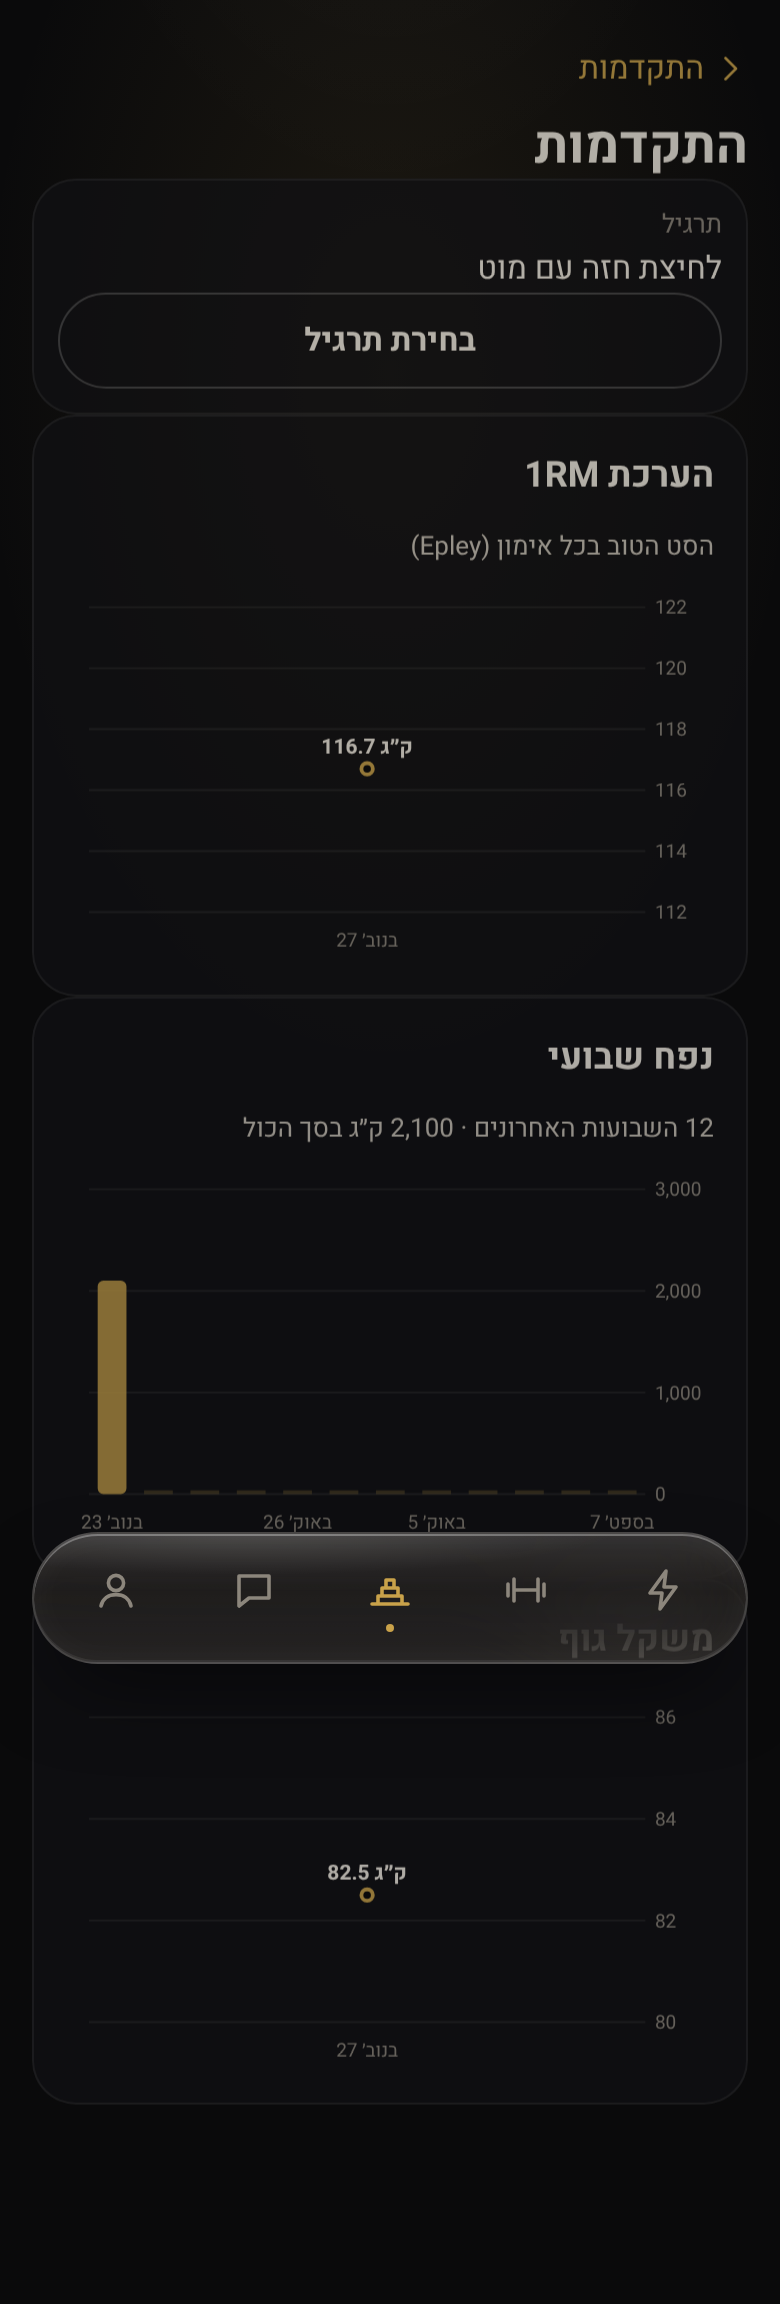 התקדמות
התקדמות
תרגיל
לחיצת חזה עם מוט
בחירת תרגיל
הערכת 1RM
הסט הטוב בכל אימון (Epley)
122
120
118
116.7 ק״ג
116
114
112
27 בנוב׳
נפח שבועי
12 השבועות האחרונים · 2,100 ק״ג בסך הכול
3,000
2,000
1,000
0
7 בספט׳ 5 באוק׳ 26 באוק׳ 23 בנוב׳
משקל גוף
86
84
82.5 ק״ג
82
80
27 בנוב׳